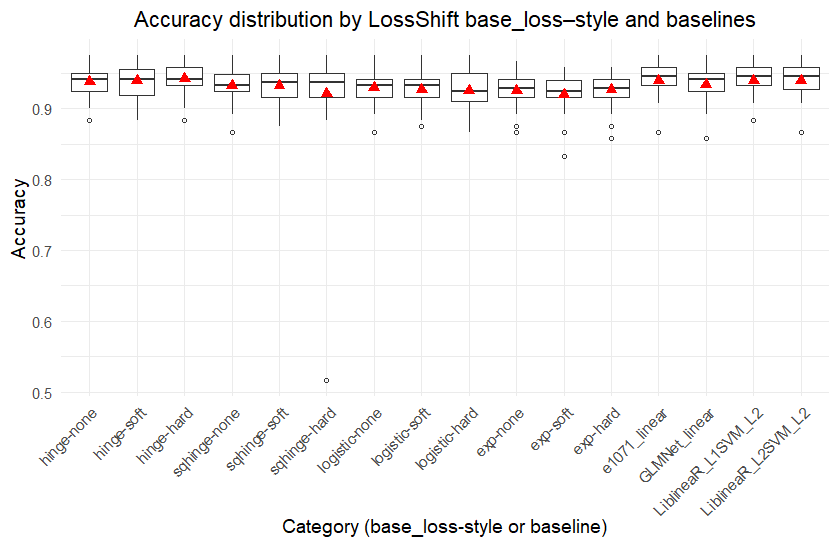 Accuracy distribution by LossShift base_loss–style and baselines
Accuracy
0.9
0.8
0.7
0.6
0.5
hinge-none
hinge-soft
hinge-hard
sqhinge-none
sqhinge-soft
sqhinge-hard
logistic-none
logistic-soft
logistic-hard
exp-none
exp-soft
exp-hard
e1071_linear
GLMNet_linear
LiblineaR_L1SVM_L2
LiblineaR_L2SVM_L2
Category (base_loss-style or baseline)